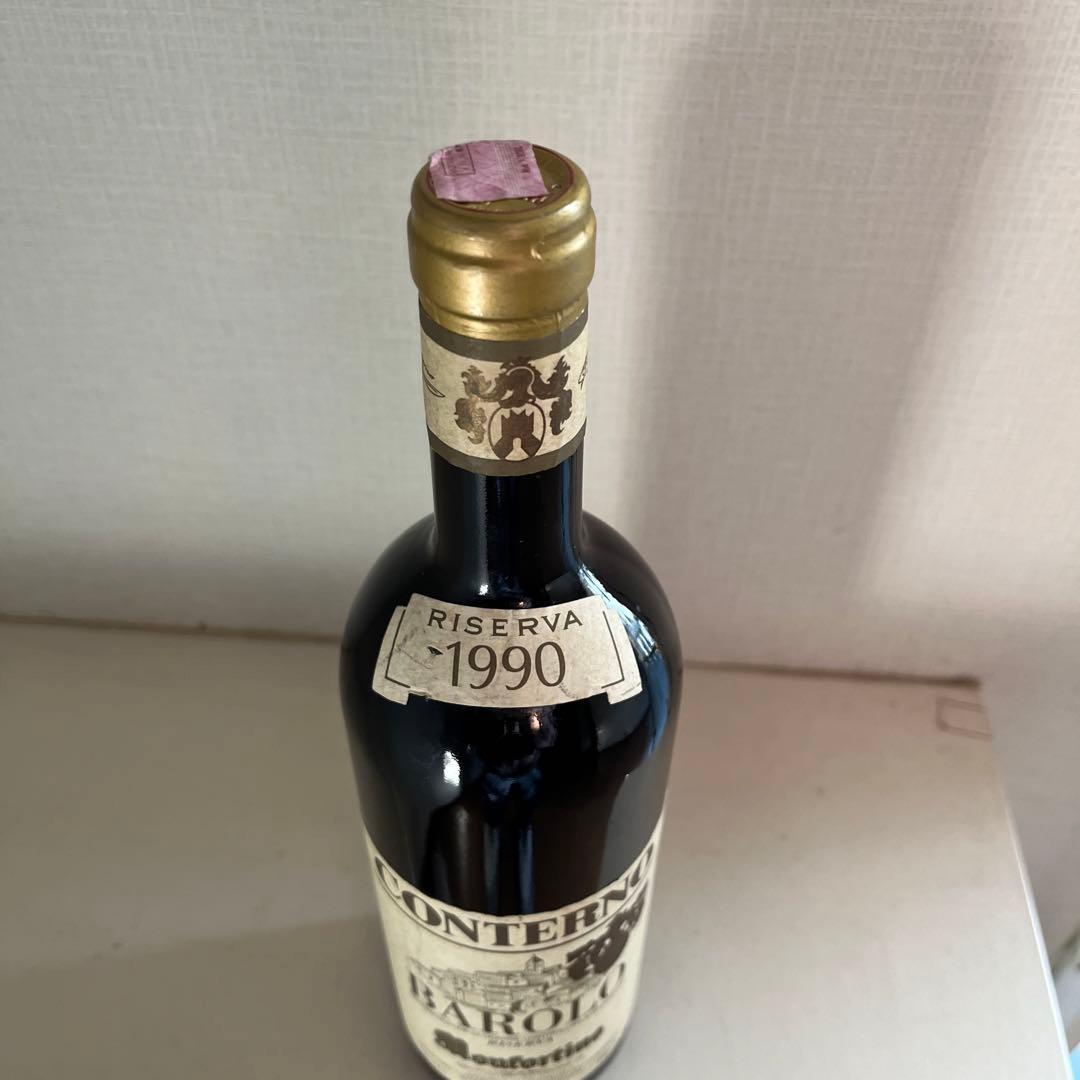 RISERVA
1990
CONTERNO
BAROLO
Monfortino